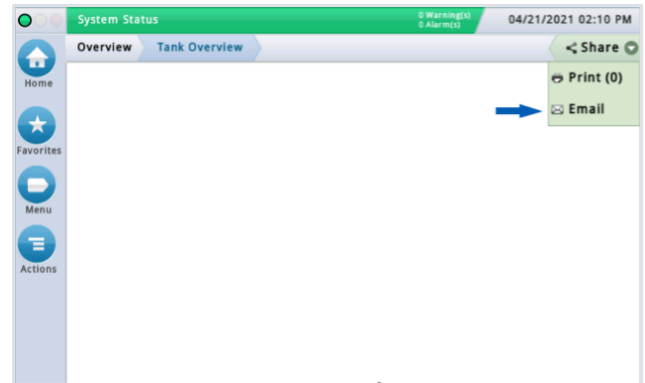 System Status
0 Warning(s)
0 Alarm(s)
04/21/2021 02:10 PM
Overview
Tank Overview
Share
Home
Print (0)
Email
Favorites
Menu
Actions